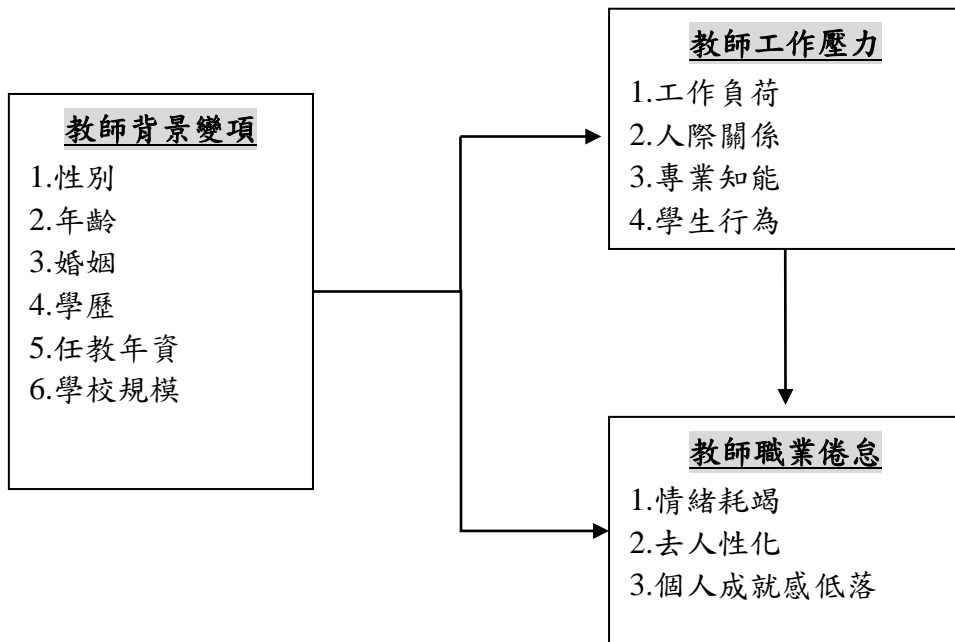 教師背景變項
1.性別
2.年齡
3.婚姻
4.學歷
5.任教年資
6.學校規模
教師工作壓力
1.工作負荷
2.人際關係
3.專業知能
4.學生行為
教師職業倦怠
1.情緒耗竭
2.去人性化
3.個人成就感低落